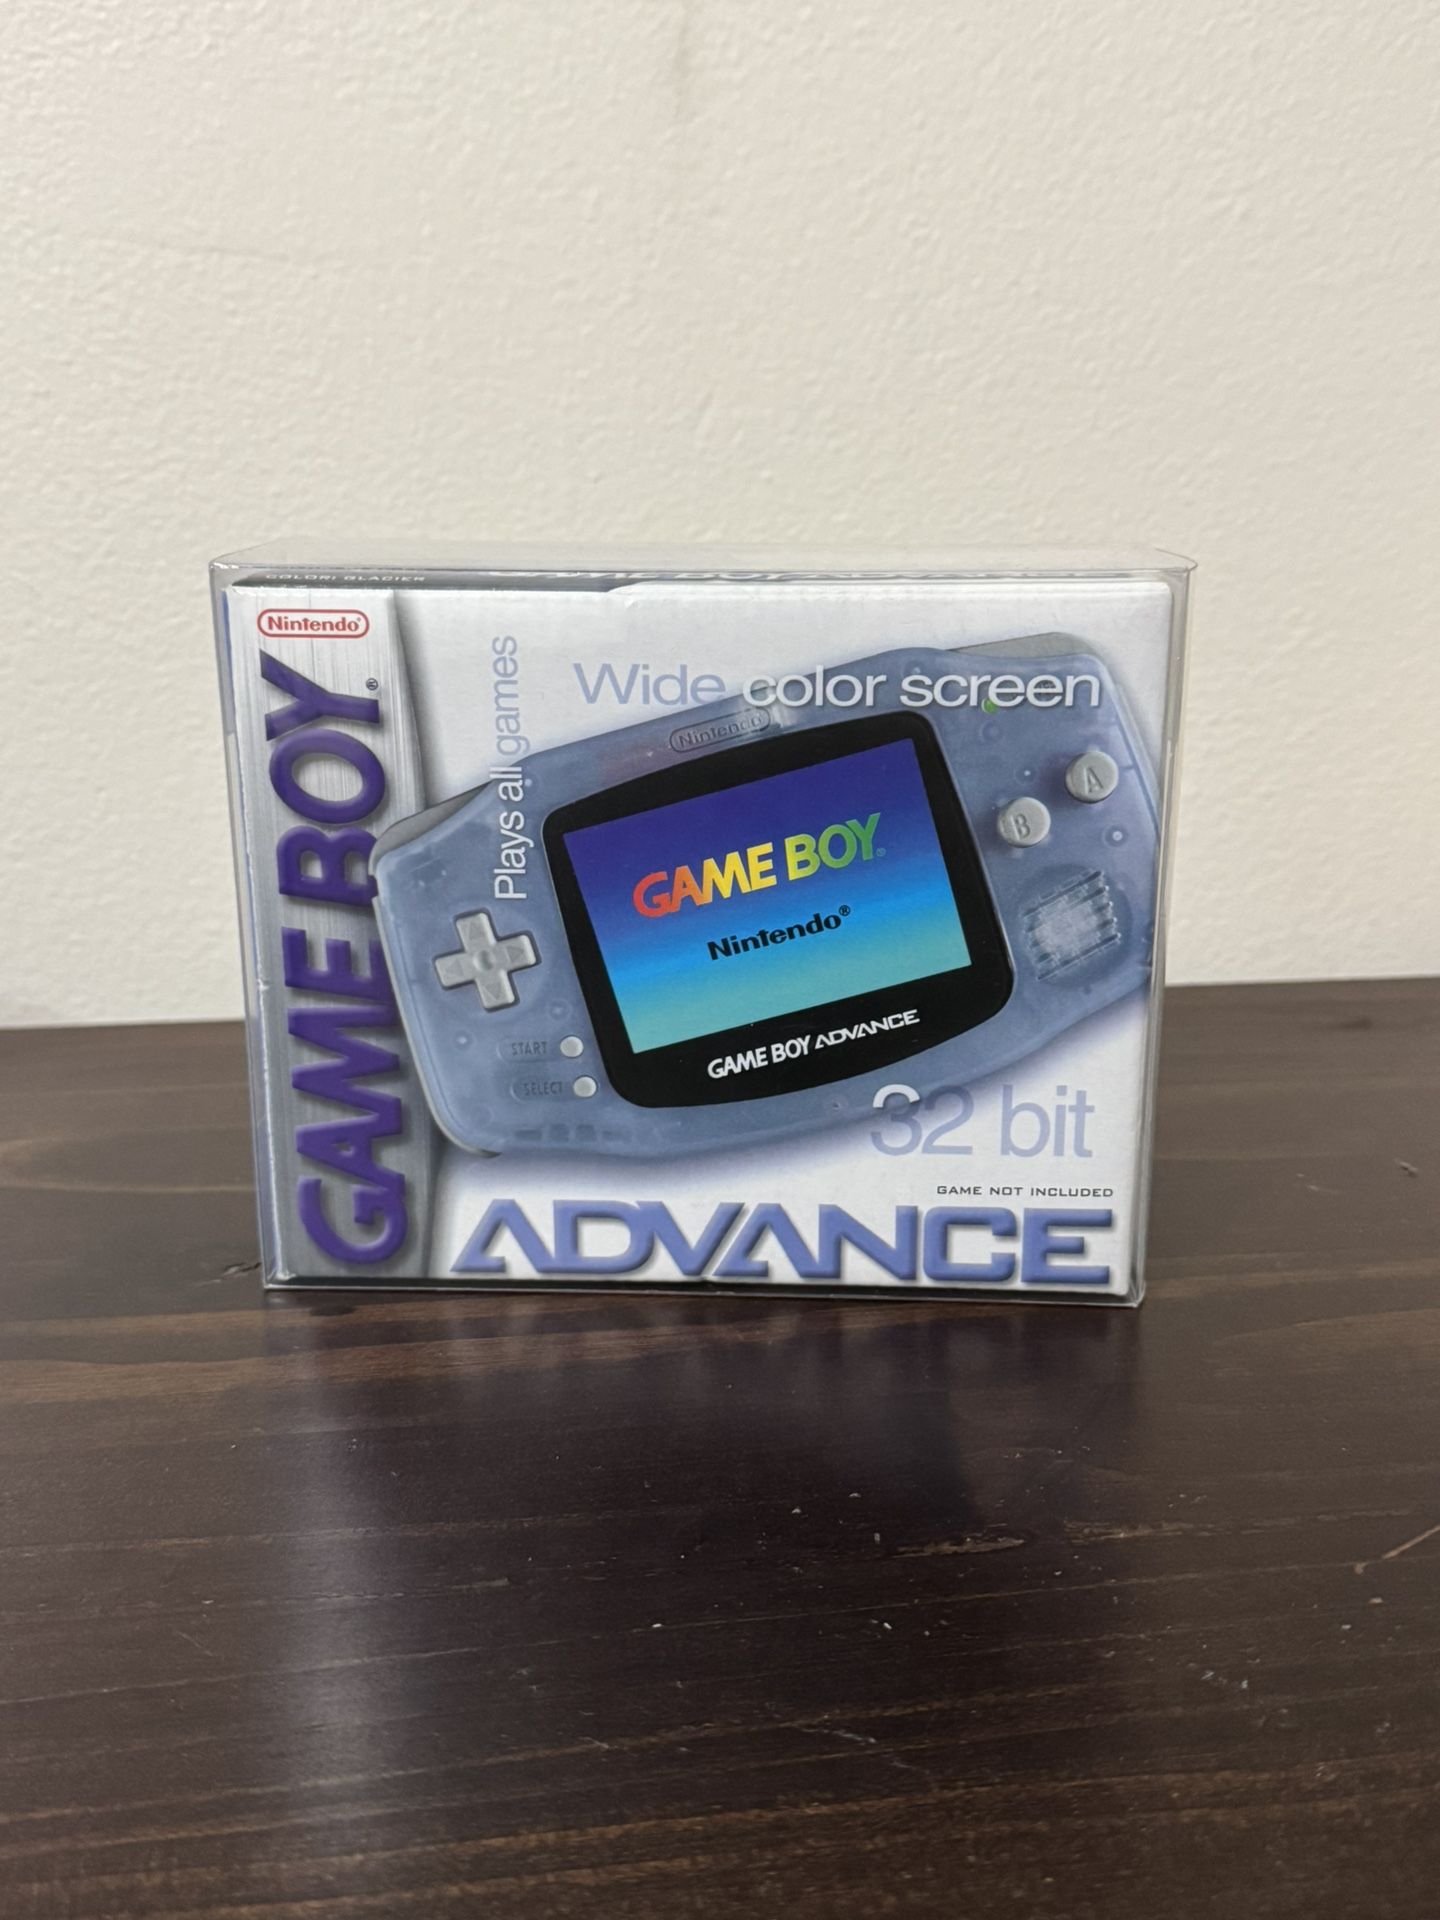 COLOR: GLACIER
Nintendo®
GAME BOY®
Plays all games
Wide color screen
Nintendo
A
B
GAME BOY®
Nintendo®
START
SELECT
GAME BOY ADVANCE
32 bit
GAME NOT INCLUDED
ADVANCE